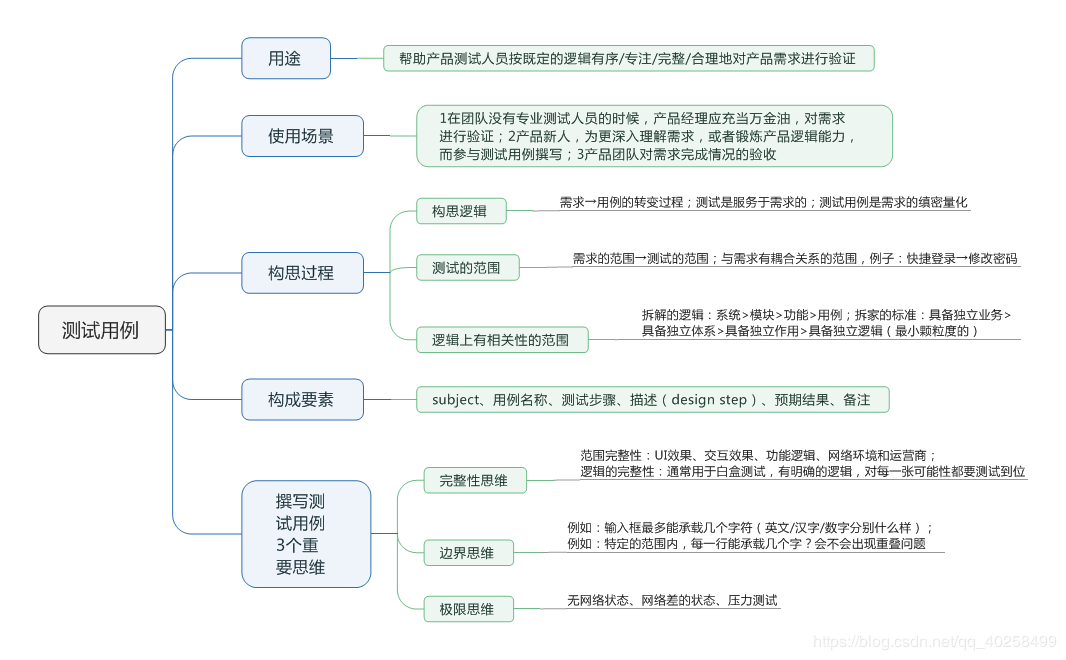 测试用例
用途
帮助产品测试人员按既定的逻辑有序/专注/完整/合理地对产品需求进行验证
使用场景
1在团队没有专业测试人员的时候，产品经理应充当万金油，对需求
进行验证；2产品新人，为更深入理解需求，或者锻炼产品逻辑能力，
而参与测试用例撰写；3产品团队对需求完成情况的验收
构思过程
构思逻辑
需求→用例的转变过程；测试是服务于需求的；测试用例是需求的缜密量化
测试的范围
需求的范围→测试的范围；与需求有耦合关系的范围，例子：快捷登录→修改密码
逻辑上有相关性的范围
拆解的逻辑：系统>模块>功能>用例；拆家的标准：具备独立业务>
具备独立体系>具备独立作用>具备独立逻辑（最小颗粒度的）
构成要素
subject、用例名称、测试步骤、描述（design step）、预期结果、备注
撰写测
试用例
3个重
要思维
完整性思维
范围完整性：UI效果、交互效果、功能逻辑、网络环境和运营商；
逻辑的完整性：通常用于白盒测试，有明确的逻辑，对每一张可能性都要测试到位
边界思维
例如：输入框最多能承载几个字符（英文/汉字/数字分别什么样）；
例如：特定的范围内，每一行能承载几个字？会不会出现重叠问题
极限思维
无网络状态、网络差的状态、压力测试
https://blog.csdn.net/qq_40258499